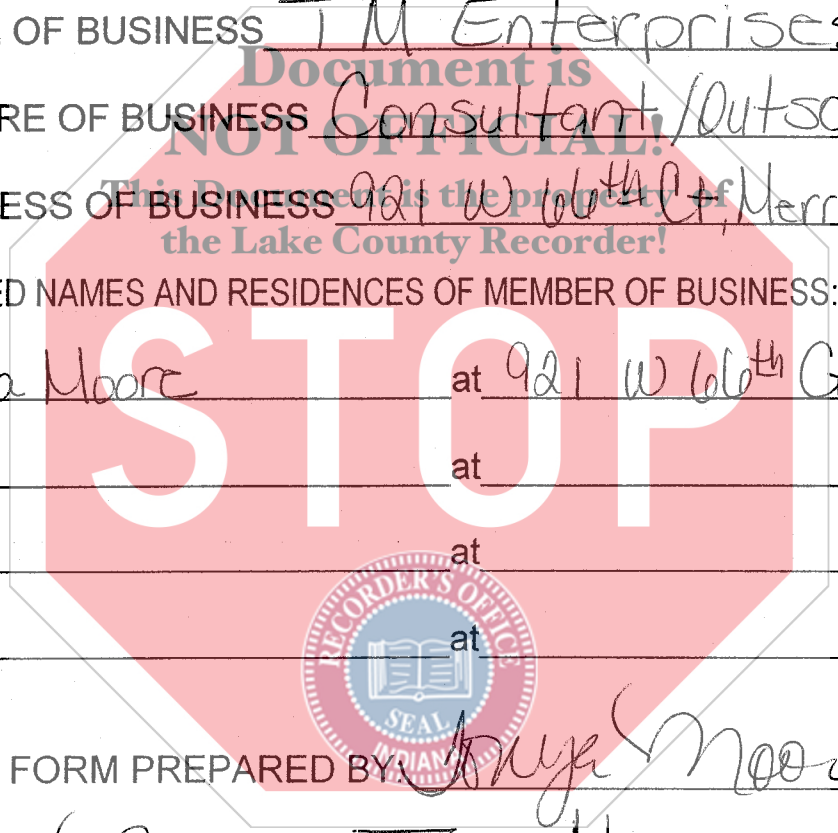 OF BUSINESS TM Enterprises
Document is
RE OF BUSINESS Consultant/Outso
NOT OFFICIAL!
ESS OF BUSINESS 921 W 66th Ct, Merr
This Document is the property of
the Lake County Recorder!
ED NAMES AND RESIDENCES OF MEMBER OF BUSINESS:
a Moore at 921 W 66th C
STOP
at
at
at
RECORDER'S OFFICE
SEAL
INDIANA
FORM PREPARED BY: Tonya Moo